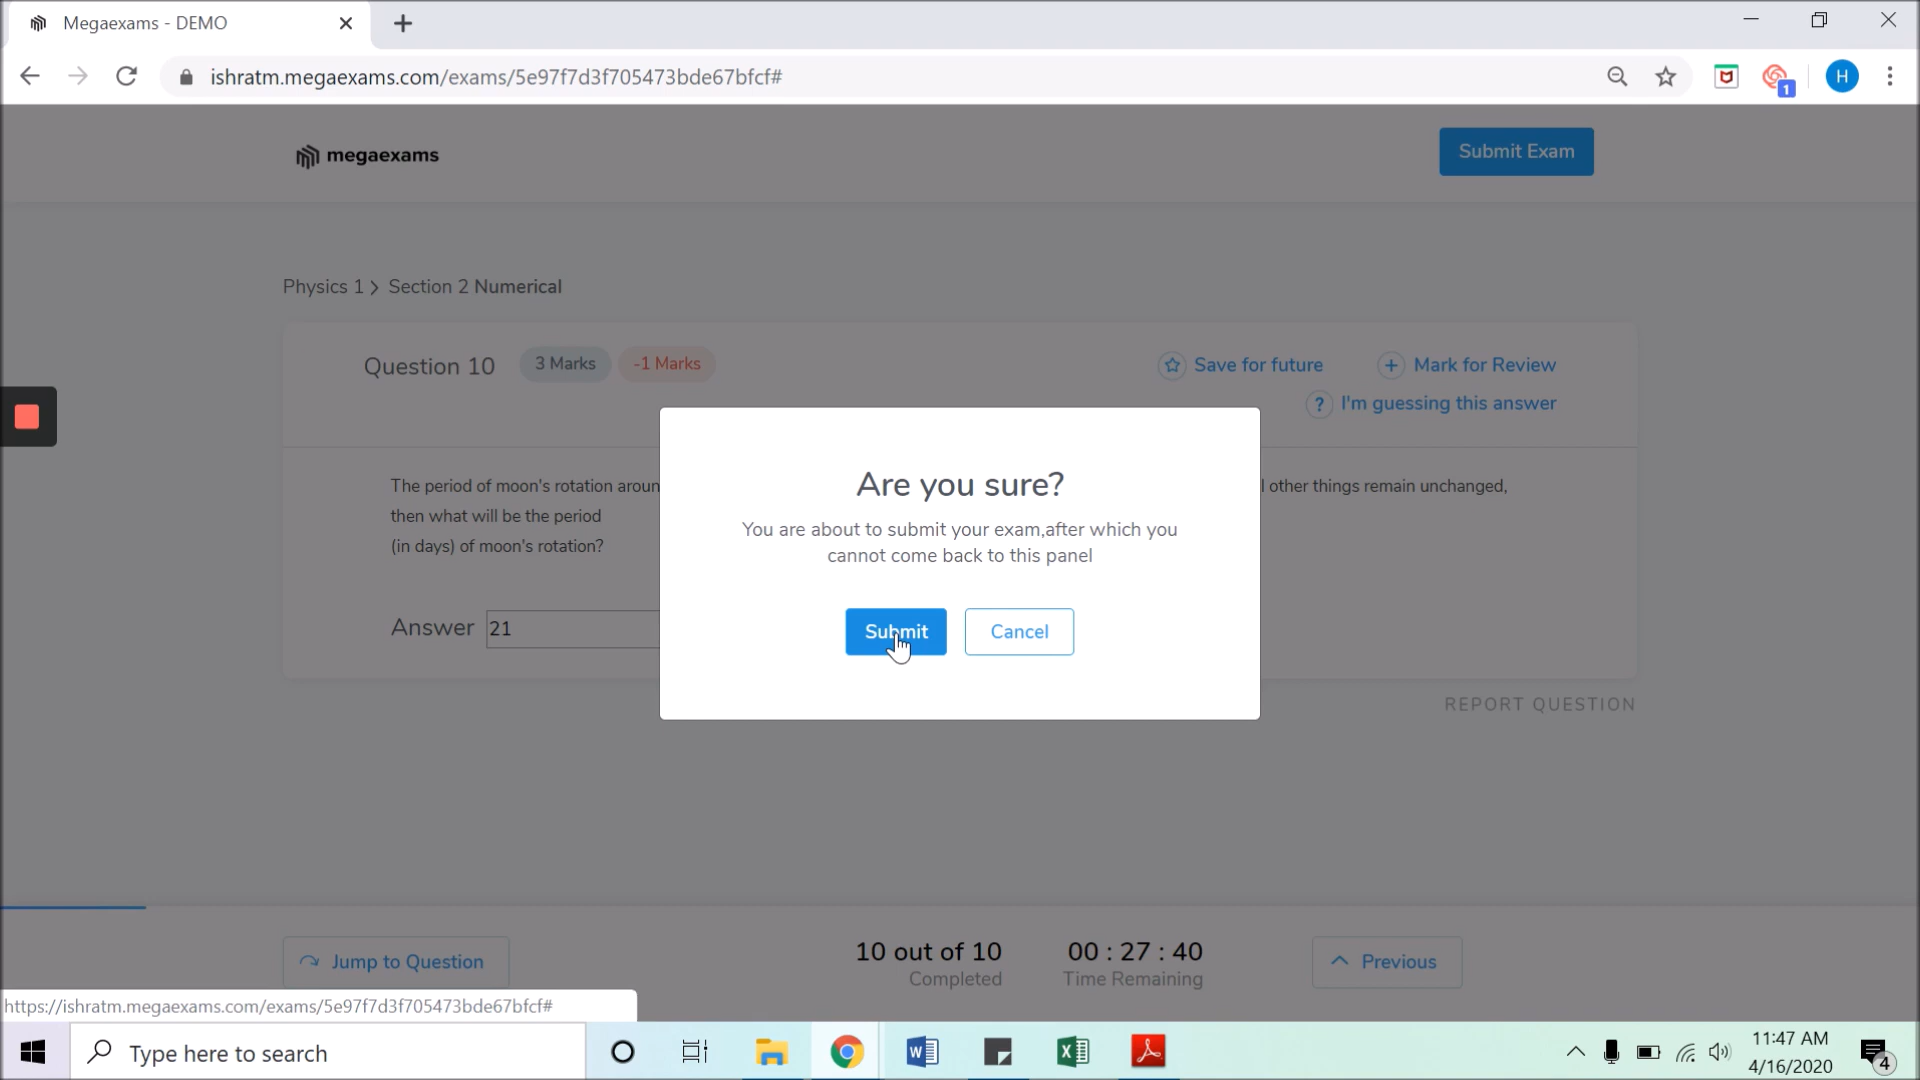 Megaexams - DEMO
ishratm.megaexams.com/exams/5e97f7d3f705473bde67bfcf#
1
H
megaexams
Submit Exam
Physics 1 > Section 2 Numerical
Question 10
3 Marks
-1 Marks
Save for future
Mark for Review
? I'm guessing this answer
The period of moon's rotation aroun
l other things remain unchanged,
then what will be the period
(in days) of moon's rotation?
Answer 21
Are you sure?
You are about to submit your exam,after which you
cannot come back to this panel
Submit
Cancel
REPORT QUESTION
Jump to Question
10 out of 10
Completed
00 : 27 : 40
Time Remaining
Previous
https://ishratm.megaexams.com/exams/5e97f7d3f705473bde67bfcf#
Type here to search
11:47 AM
4/16/2020
4